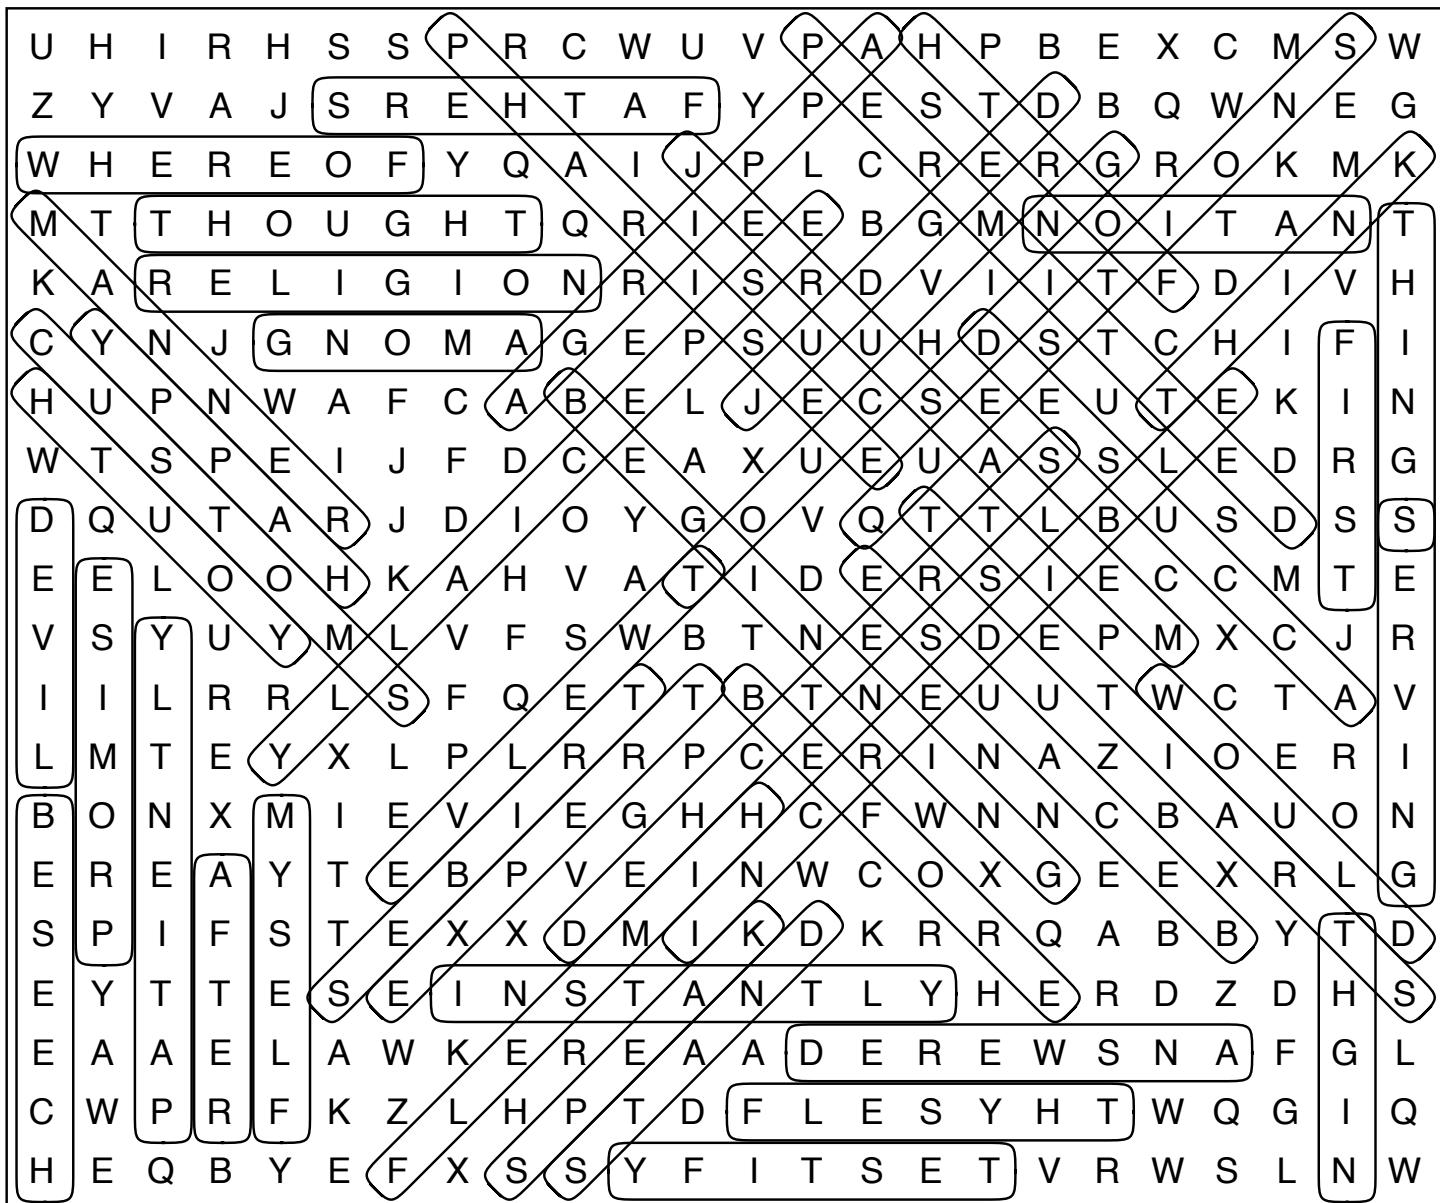 U H I R H S S P R C W U V P A H P B E X C M S W
Z Y V A J S R E H T A F Y P E S T D B Q W N E G
W H E R E O F Y Q A I J P L C R E R G R O K M K
M T T H O U G H T Q R I E E B G M N O I T A N T
K A R E L I G I O N R I S R D V I I T F D I V H
C Y N J G N O M A G E P S U U H D S T C H I F I
H U P N W A F C A B E L J E C S E E U T E K I N
W T S P E I J F D C E A X U E U A S S L E D R G
D Q U T A R J D I O Y G O V Q T T L B U S D S S
E E L O O H K A H V A T I D E R S I E C C M T E
V S Y U Y M L V F S W B T N E S D E P M X C J R
I I L R R L S F Q E T T B T N E U U T W C T A V
L M T E Y X L P L R R P C E R I N A Z I O E R I
B O N X M I E V I E G H H C F W N N C B A U O N
E R E A Y T E B P V E I N W C O X G E E X R L G
S P I F S T E X X D M I K D K R R Q A B B Y T D
E Y T T E S E I N S T A N T L Y H E R D Z D H S
E A A E L A W K E R E A A D E R E W S N A F G L
C W P R F K Z L H P T D F L E S Y H T W Q G I Q
H E Q B Y E F X S S Y F I T S E T V R W S L N W